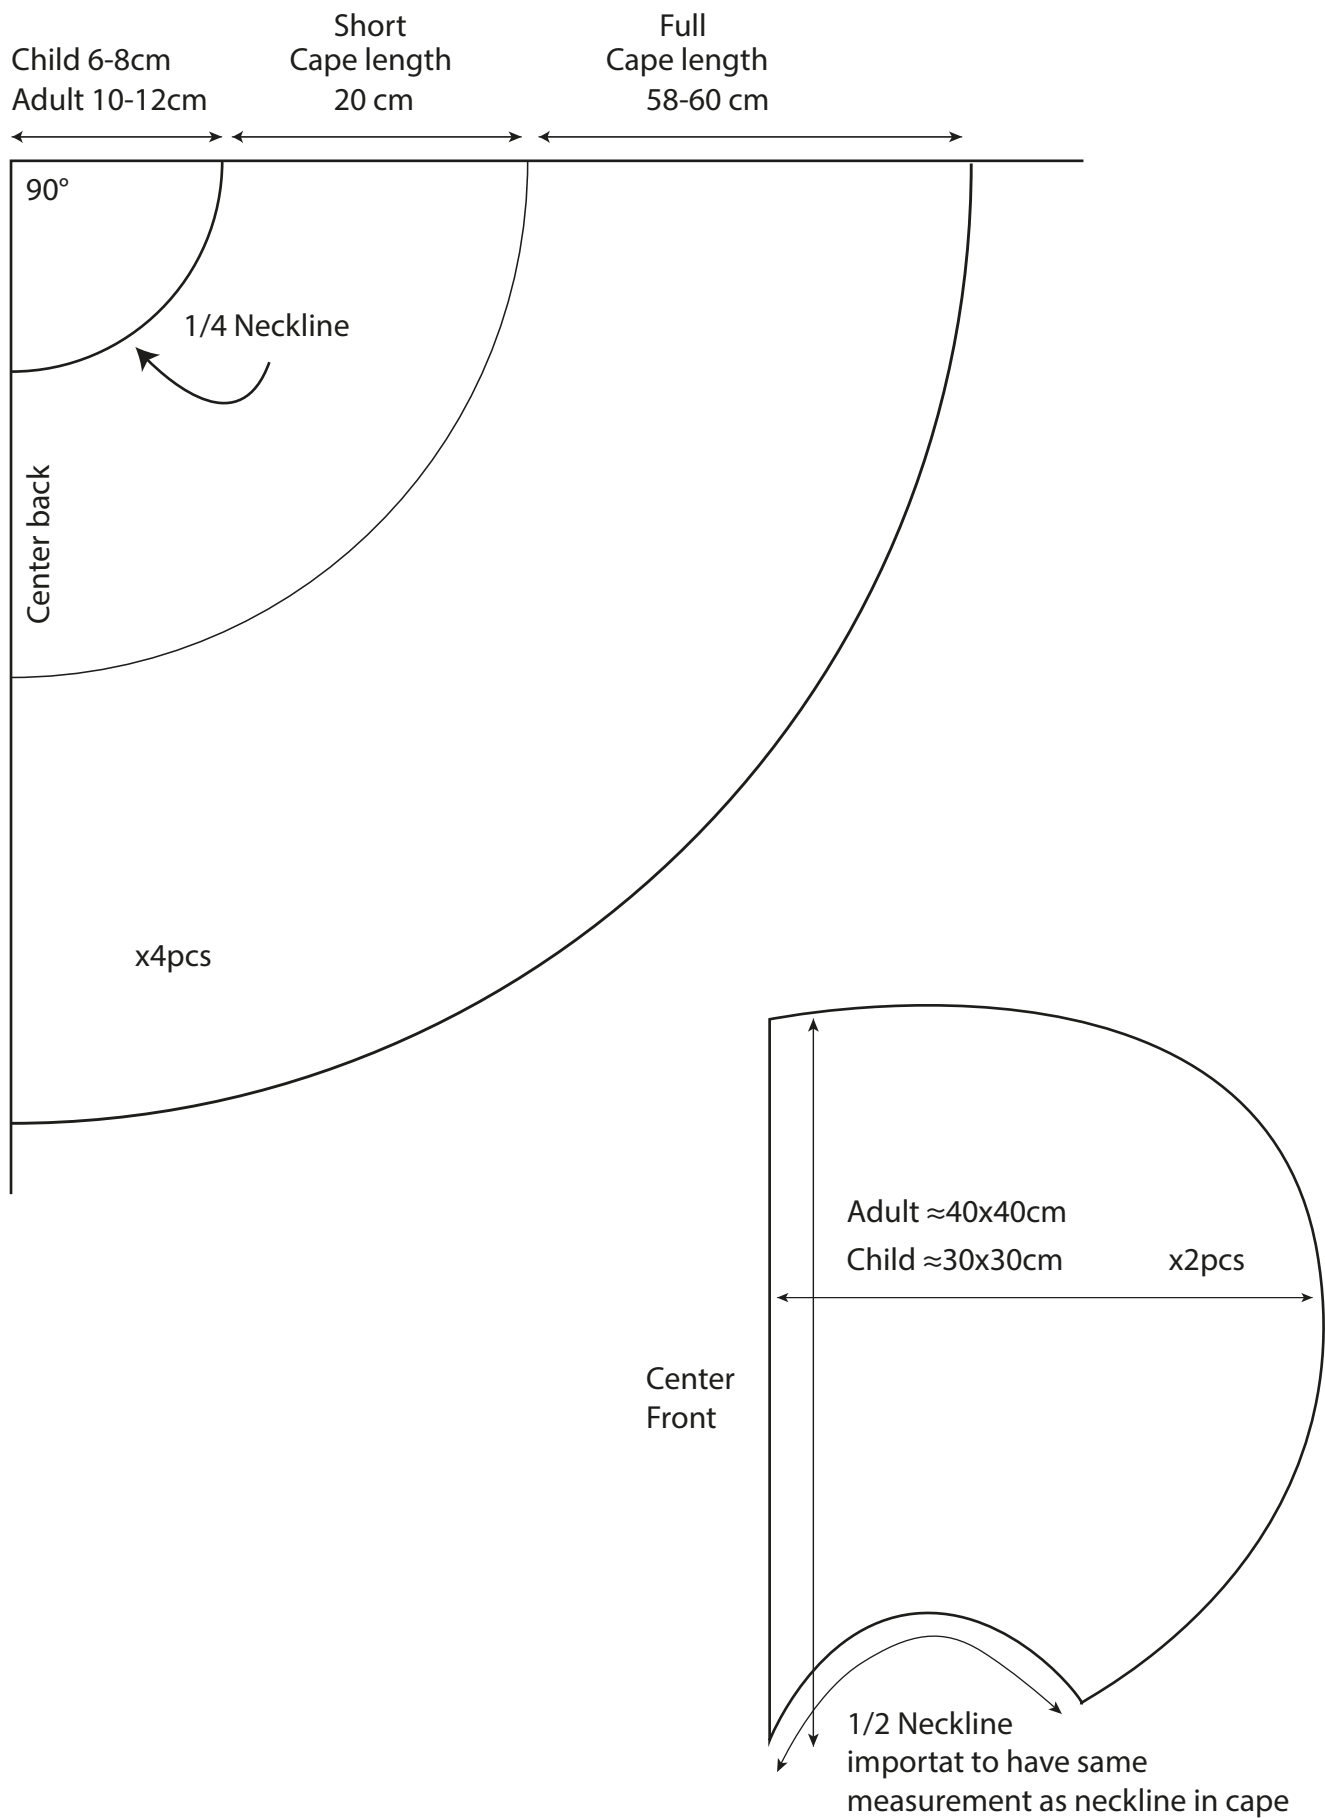 Child 6-8cm
Adult 10-12cm
Short
Cape length
20 cm
Full
Cape length
58-60 cm
90°
1/4 Neckline
Center back
x4pcs
Adult ≈40x40cm
Child ≈30x30cm
x2pcs
Center
Front
1/2 Neckline
importat to have same
measurement as neckline in cape